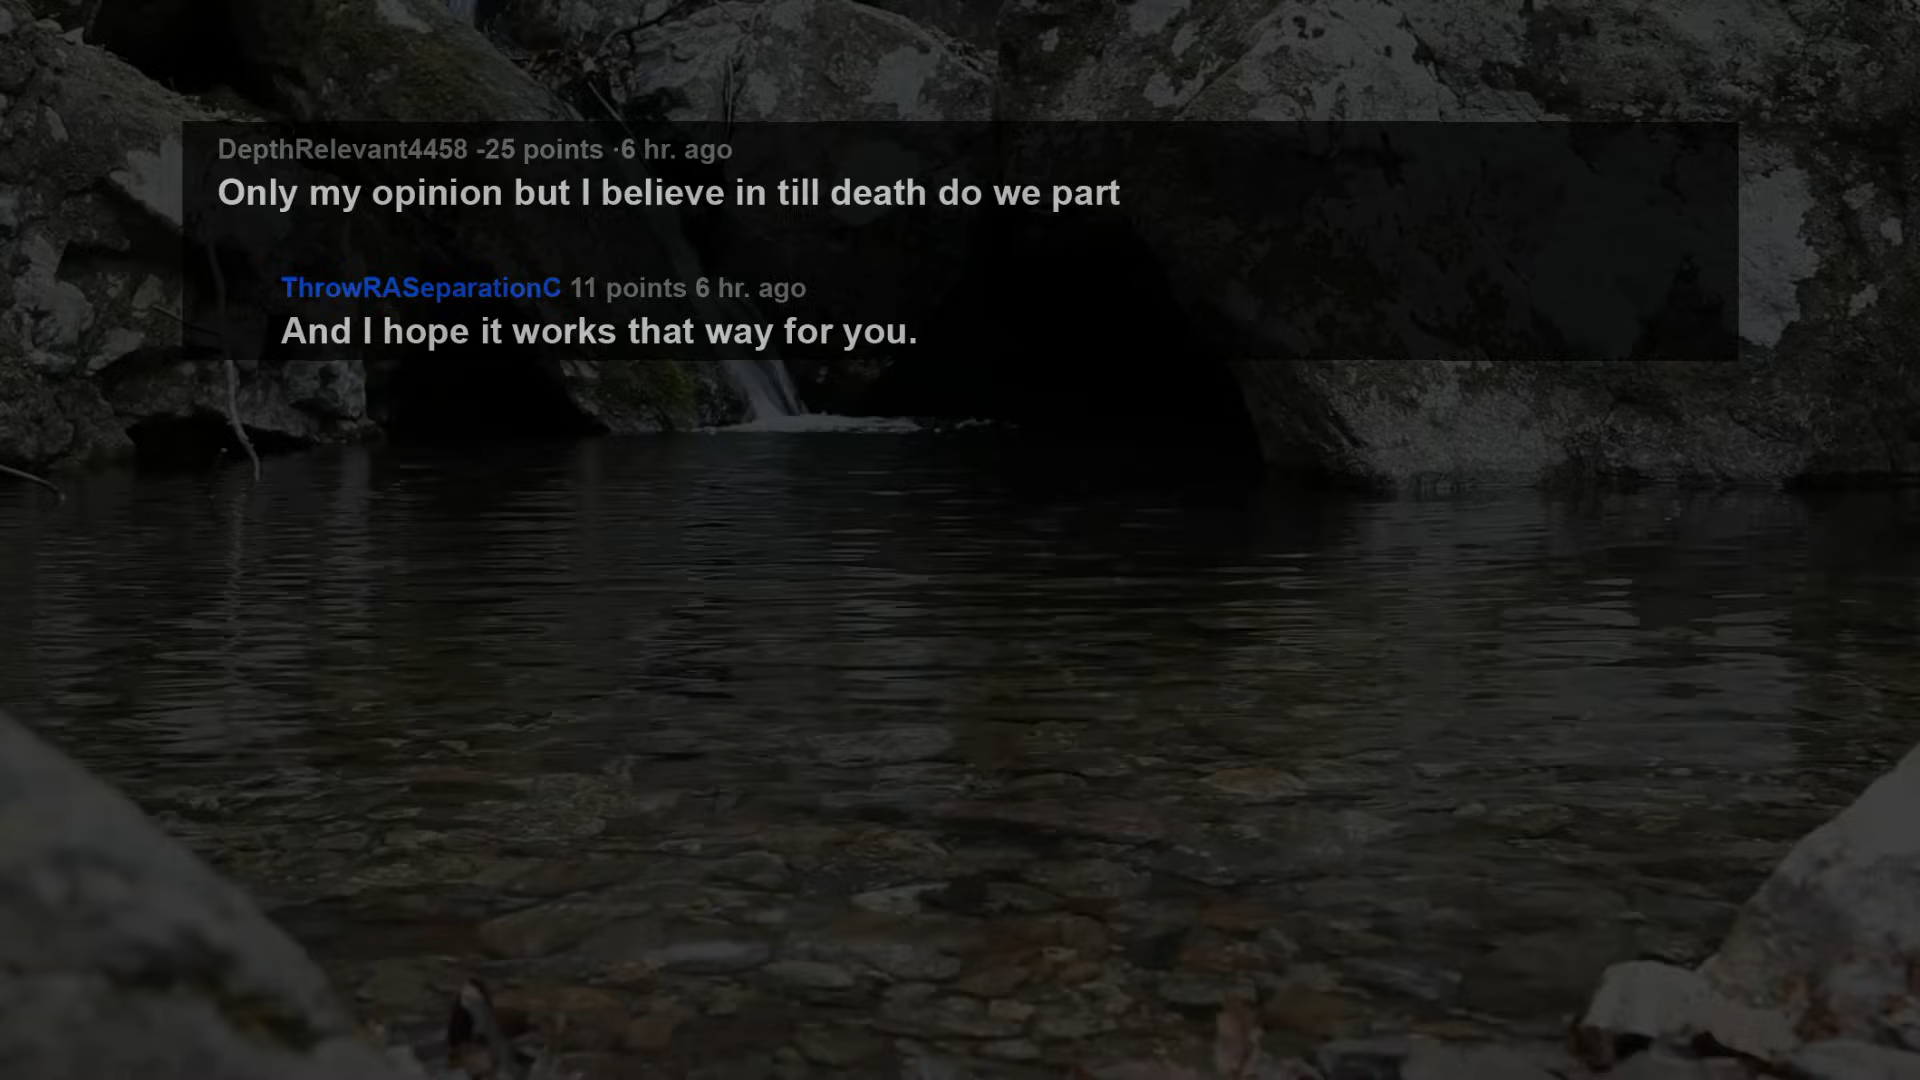 DepthRelevant4458 -25 points ·6 hr. ago
Only my opinion but I believe in till death do we part
ThrowRASeparationC 11 points 6 hr. ago
And I hope it works that way for you.